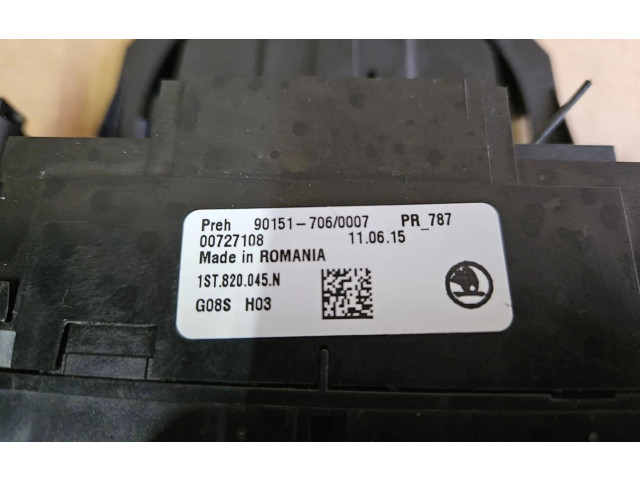 Preh 90151-706/0007 PR_787
00727108 11.06.15
Made in ROMANIA
1ST.820.045.N
G08S H03